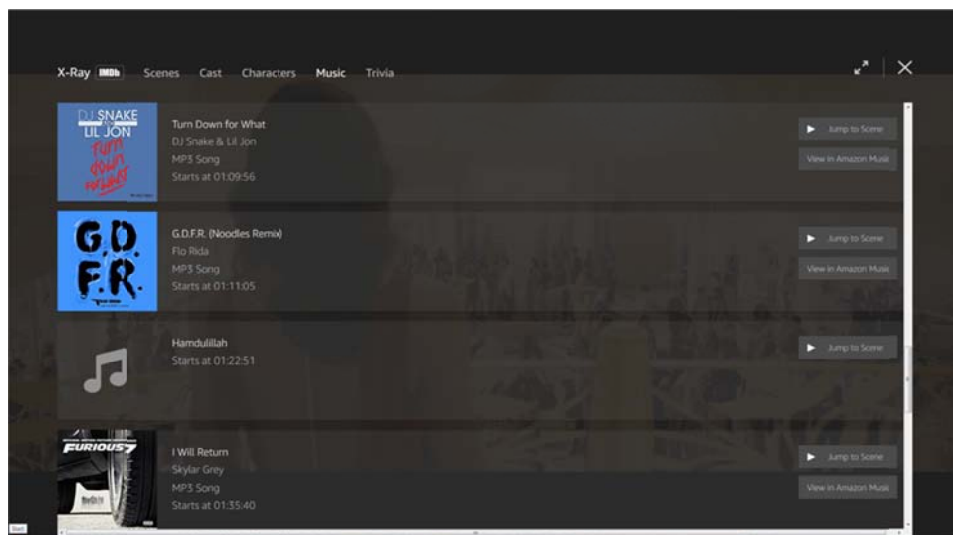 X-Ray IMDb Scenes Cast Characters Music Trivia
DJ SNAKE
AND
LIL JON
TURN
DOWN
FOR WHAT
Turn Down for What
DJ Snake & Lil Jon
MP3 Song
Starts at 01:09:56
Jump to Scene
View in Amazon Music
G.D.
F.R.
G.D.F.R. (Noodles Remix)
Flo Rida
MP3 Song
Starts at 01:11:05
Jump to Scene
View in Amazon Music
Hamdulillah
Starts at 01:22:51
Jump to Scene
FURIOUS 7
I Will Return
Skylar Grey
MP3 Song
Starts at 01:35:40
Jump to Scene
View in Amazon Music
Start